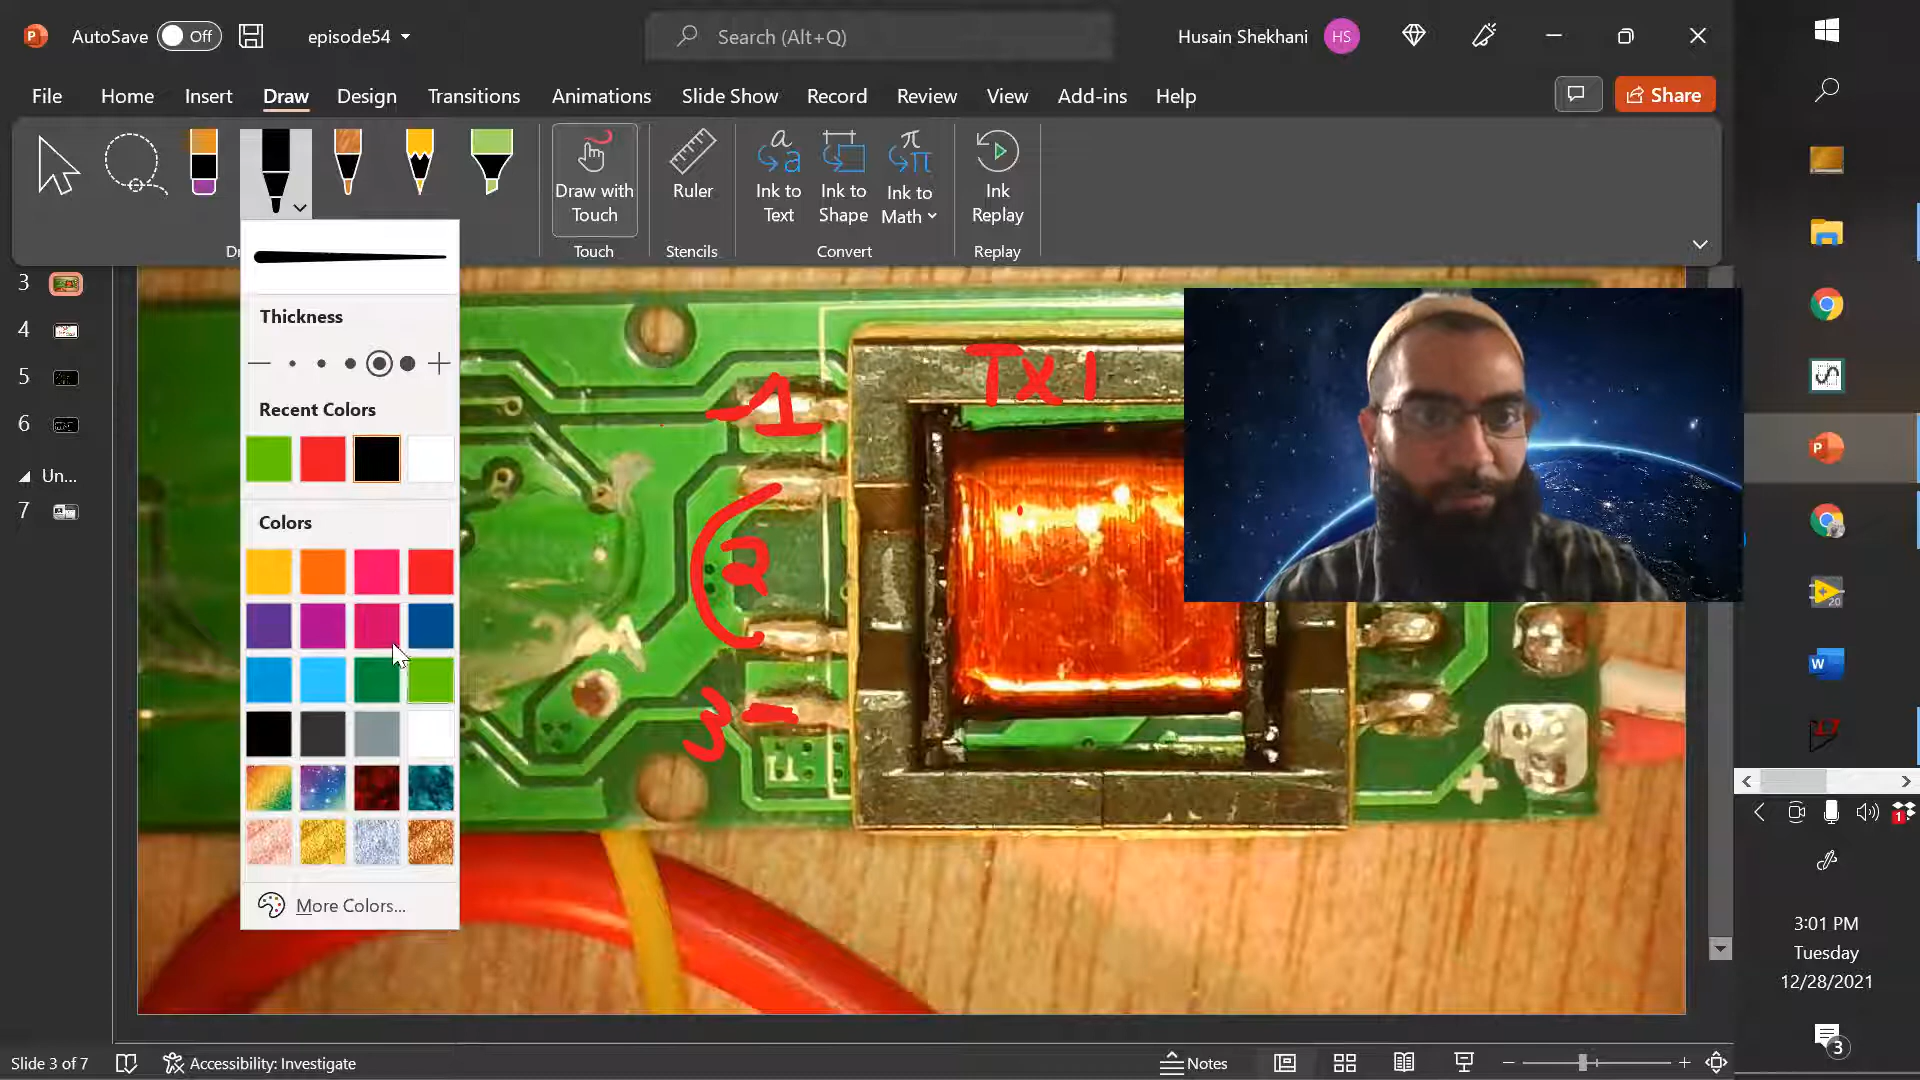 AutoSave Off episode54 Search (Alt+Q) Husain Shekhani HS
File Home Insert Draw Design Transitions Animations Slide Show Record Review View Add-ins Help Share
Draw with Touch
Ruler
Ink to Text
Ink to Shape
Ink to Math
Ink Replay
Touch Stencils Convert Replay
Thickness
Recent Colors
Colors
More Colors...
3
4
5
6
Un...
7
Tx1
1
2
3
+
20
W
1
3:01 PM
Tuesday
12/28/2021
3
Slide 3 of 7 Accessibility: Investigate Notes